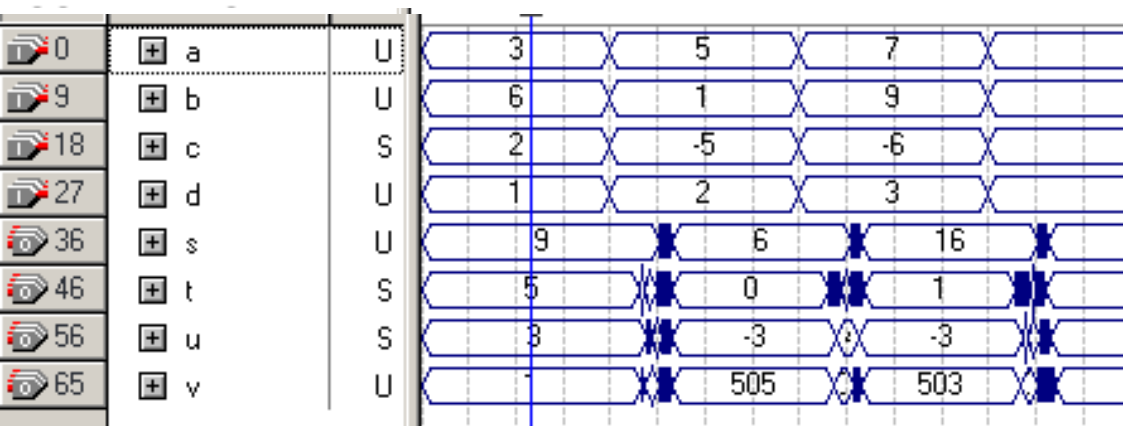 0 a U 3 5 7
9 b U 6 1 9
18 c S 2 -5 -6
27 d U 1 2 3
36 s U 9 6 16
46 t S 5 0 1
56 u S 3 -3 -3
65 v U 505 503